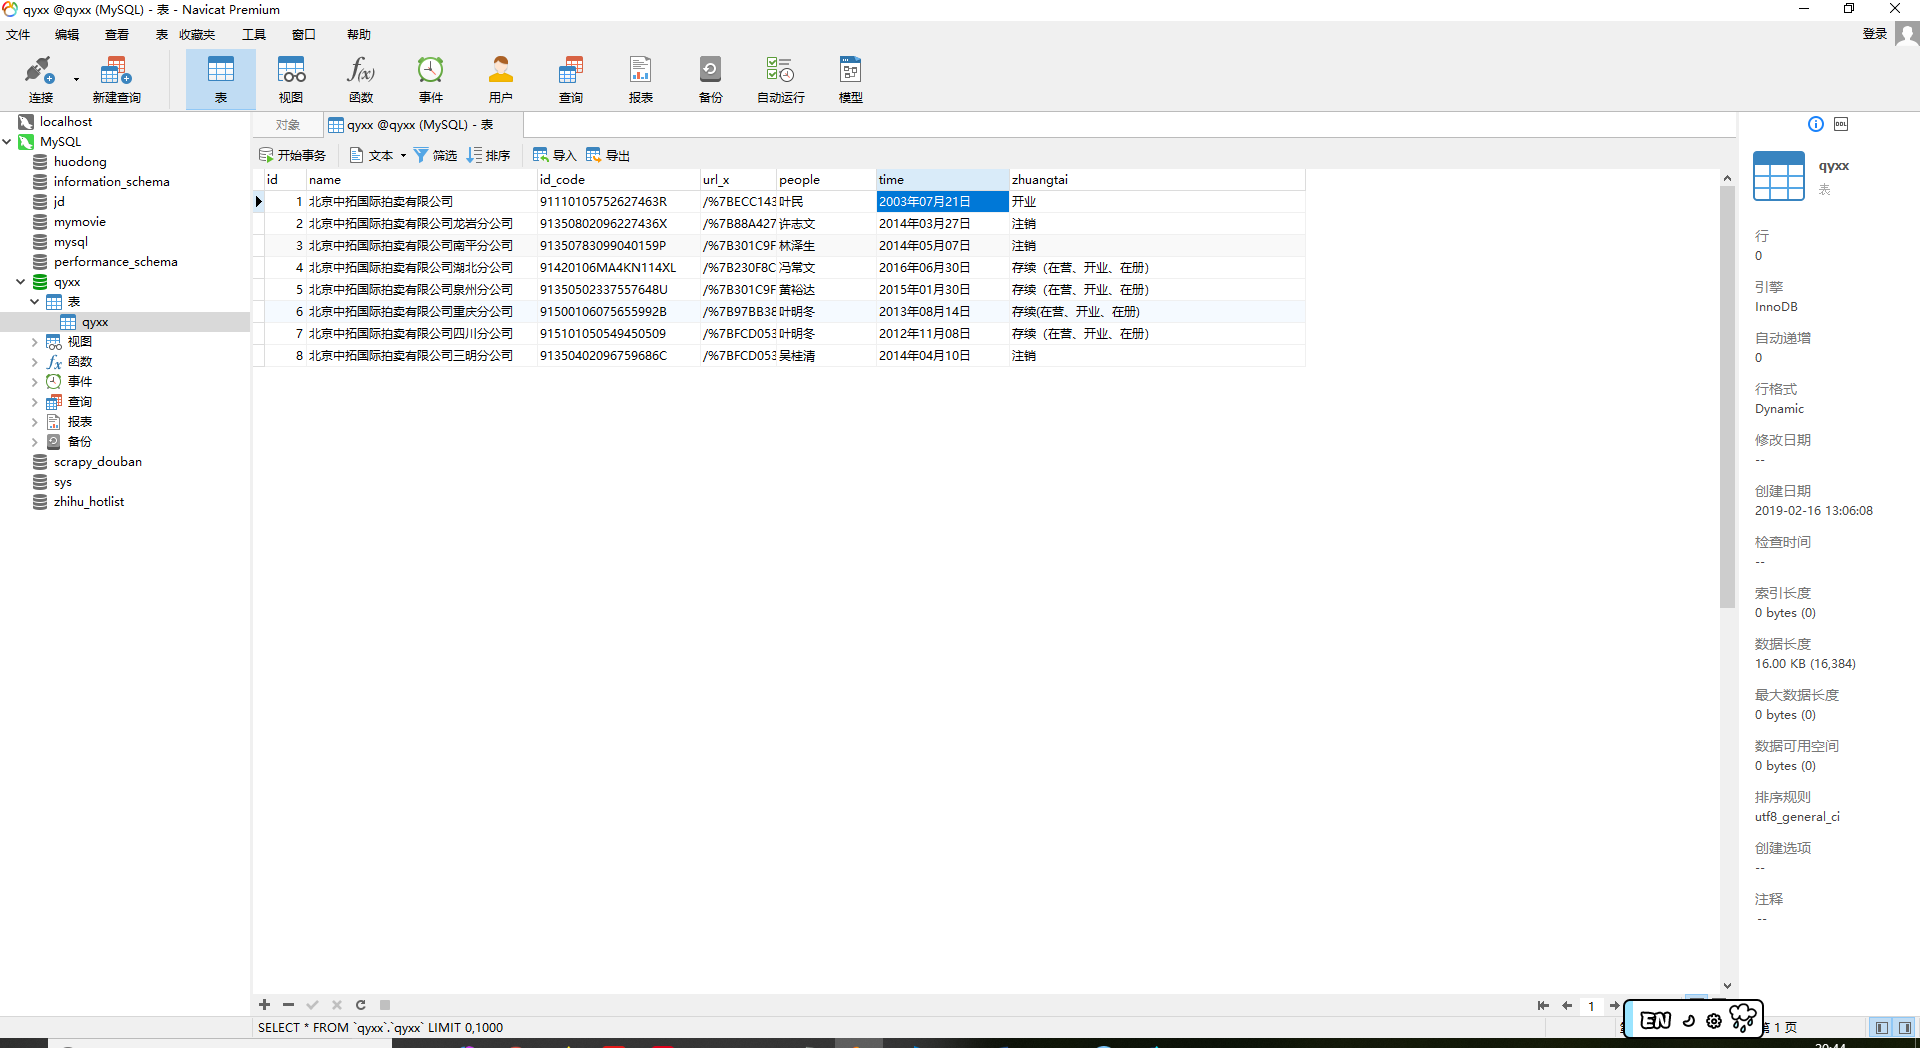 qyxx @qyxx (MySQL) - 表 - Navicat Premium
文件 编辑 查看 表 收藏夹 工具 窗口 帮助 登录
连接 新建查询 表 视图 函数 事件 用户 查询 报表 备份 自动运行 模型
localhost
MySQL
huodong
information_schema
jd
mymovie
mysql
performance_schema
qyxx
表
qyxx
视图
函数
事件
查询
报表
备份
scrapy_douban
sys
zhihu_hotlist
对象 qyxx @qyxx (MySQL) - 表
开始事务 文本 筛选 排序 导入 导出
id name id_code url_x people time zhuangtai
1 北京中拓国际拍卖有限公司 91110105752627463R /%7BECC143 叶民 2003年07月21日 开业
2 北京中拓国际拍卖有限公司龙岩分公司 91350802096227436X /%7B88A427 许志文 2014年03月27日 注销
3 北京中拓国际拍卖有限公司南平分公司 91350783099040159P /%7B301C9F 林泽生 2014年05月07日 注销
4 北京中拓国际拍卖有限公司湖北分公司 91420106MA4KN114XL /%7B230F8C 冯常文 2016年06月30日 存续（在营、开业、在册）
5 北京中拓国际拍卖有限公司泉州分公司 91350502337557648U /%7B301C9F 黄裕达 2015年01月30日 存续（在营、开业、在册）
6 北京中拓国际拍卖有限公司重庆分公司 91500106075655992B /%7B97BB38 叶明冬 2013年08月14日 存续(在营、开业、在册)
7 北京中拓国际拍卖有限公司四川分公司 915101050549450509 /%7BFCD053 叶明冬 2012年11月08日 存续（在营、开业、在册）
8 北京中拓国际拍卖有限公司三明分公司 91350402096759686C /%7BFCD053 吴桂清 2014年04月10日 注销
DDL
qyxx
表
行
0
引擎
InnoDB
自动递增
0
行格式
Dynamic
修改日期
--
创建日期
2019-02-16 13:06:08
检查时间
--
索引长度
0 bytes (0)
数据长度
16.00 KB (16,384)
最大数据长度
0 bytes (0)
数据可用空间
0 bytes (0)
排序规则
utf8_general_ci
创建选项
--
注释
--
1
SELECT * FROM `qyxx`.`qyxx` LIMIT 0,1000
EN
第 1 页